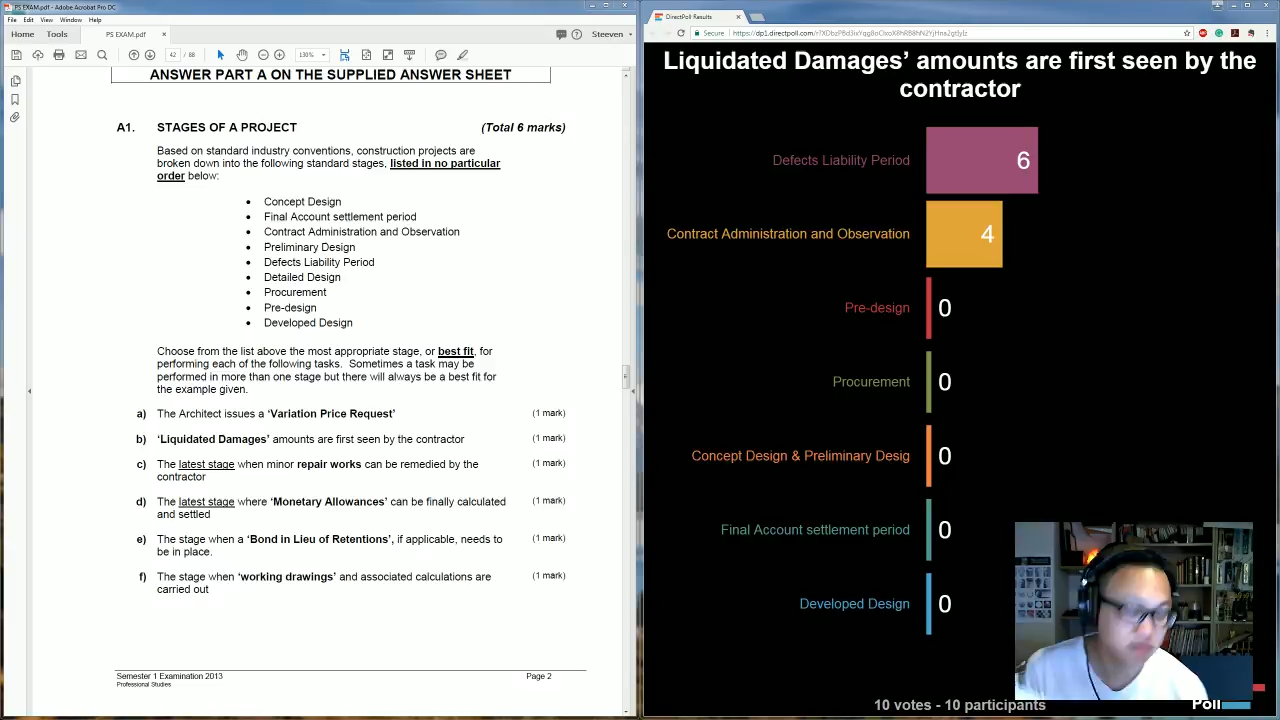 PS EXAM.pdf - Adobe Acrobat Pro DC
File Edit View Window Help
Home Tools PS EXAM.pdf × Steeven
42 / 88 130%
ANSWER PART A ON THE SUPPLIED ANSWER SHEET
A1. STAGES OF A PROJECT (Total 6 marks)
Based on standard industry conventions, construction projects are
broken down into the following standard stages, listed in no particular
order below:
• Concept Design
• Final Account settlement period
• Contract Administration and Observation
• Preliminary Design
• Defects Liability Period
• Detailed Design
• Procurement
• Pre-design
• Developed Design
Choose from the list above the most appropriate stage, or best fit, for
performing each of the following tasks. Sometimes a task may be
performed in more than one stage but there will always be a best fit for
the example given.
a) The Architect issues a ‘Variation Price Request’ (1 mark)
b) ‘Liquidated Damages’ amounts are first seen by the contractor (1 mark)
c) The latest stage when minor repair works can be remedied by the (1 mark)
contractor
d) The latest stage where ‘Monetary Allowances’ can be finally calculated (1 mark)
and settled
e) The stage when a ‘Bond in Lieu of Retentions’, if applicable, needs to (1 mark)
be in place.
f) The stage when ‘working drawings’ and associated calculations are (1 mark)
carried out
Semester 1 Examination 2013 Page 2
Professional Studies
DirectPoll Results
Secure
Liquidated Damages’ amounts are first seen by the
contractor
Defects Liability Period 6
Contract Administration and Observation 4
Pre-design 0
Procurement 0
Concept Design & Preliminary Desig 0
Final Account settlement period 0
Developed Design 0
10 votes - 10 participants
Poll